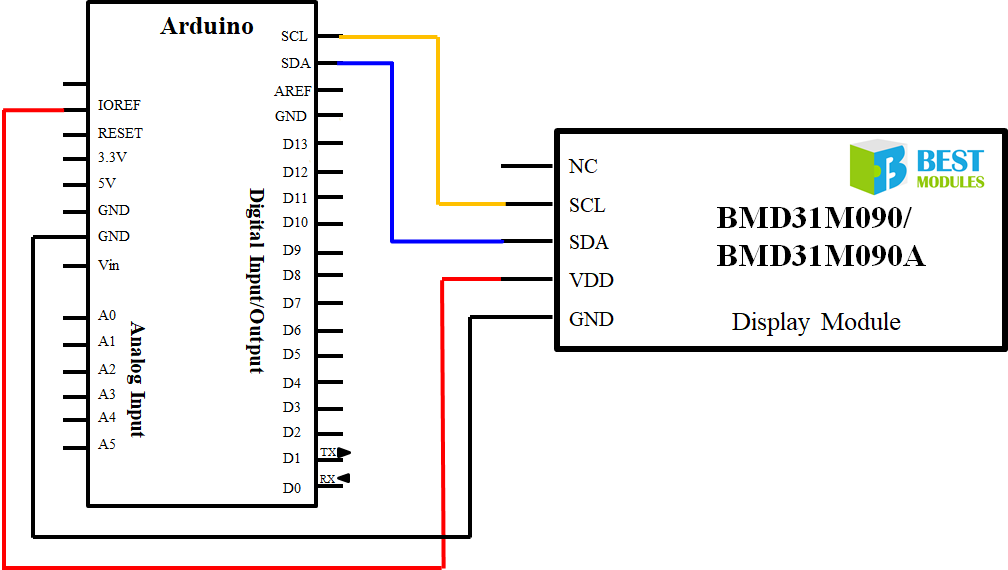 Arduino
SCL
SDA
AREF
GND
D13
D12
D11
D10
D9
D8
D7
D6
D5
D4
D3
D2
TX
D1
RX
D0
IOREF
RESET
3.3V
5V
GND
GND
Vin
A0
A1
A2
A3
A4
A5
Analog Input
Digital Input/Output
NC
SCL
SDA
VDD
GND
BEST
MODULES
BMD31M090/
BMD31M090A
Display Module